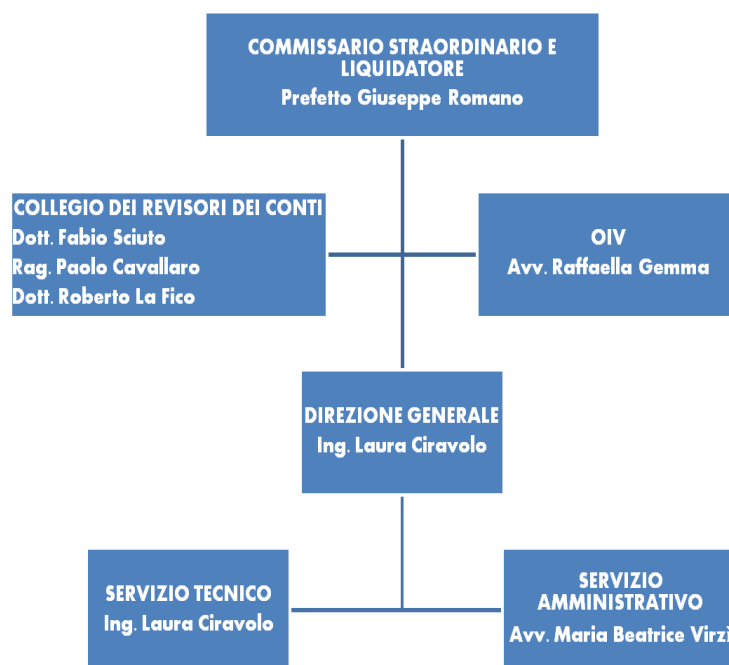 COMMISSARIO STRAORDINARIO E
LIQUIDATORE
Prefetto Giuseppe Romano
COLLEGIO DEI REVISORI DEI CONTI
Dott. Fabio Sciuto
Rag. Paolo Cavallaro
Dott. Roberto La Fico
OIV
Avv. Raffaella Gemma
DIREZIONE GENERALE
Ing. Laura Ciravolo
SERVIZIO TECNICO
Ing. Laura Ciravolo
SERVIZIO
AMMINISTRATIVO
Avv. Maria Beatrice Virzì